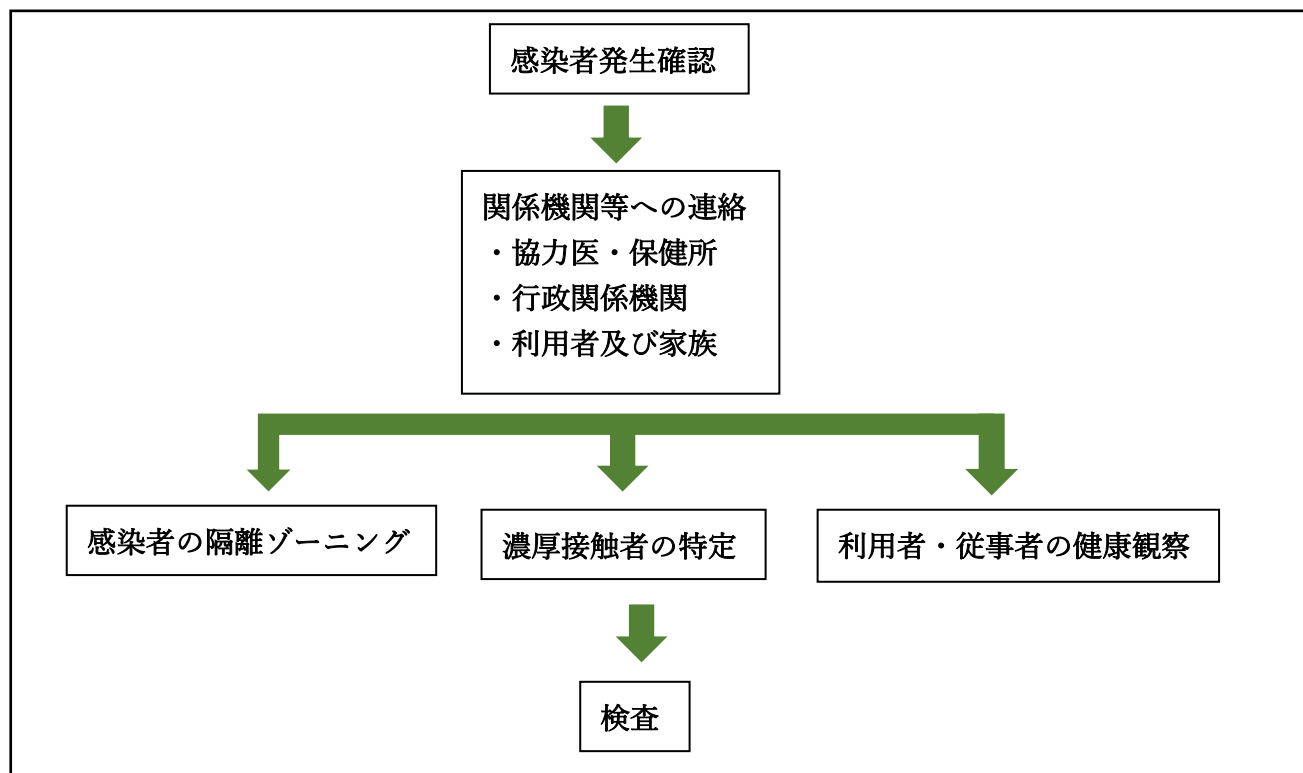 感染者発生確認
関係機関等への連絡
・協力医・保健所
・行政関係機関
・利用者及び家族
感染者の隔離ゾーニング
濃厚接触者の特定
利用者・従事者の健康観察
検査